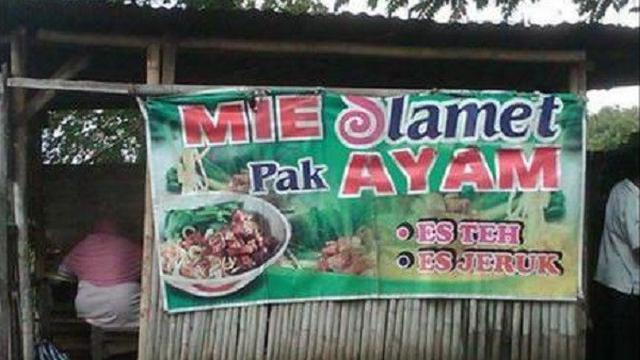 MIE Slamet
Pak AYAM
• ES TEH
• ES JERUK